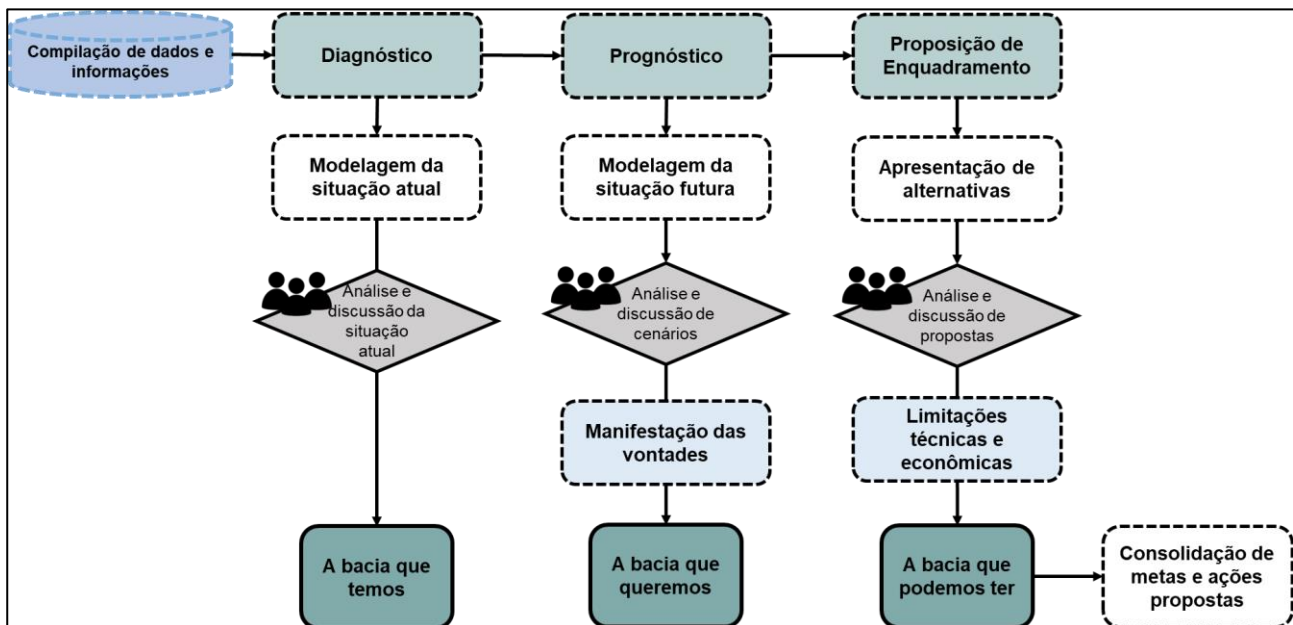 Compilação de dados e
informações
Diagnóstico
Prognóstico
Proposição de
Enquadramento
Modelagem da
situação atual
Modelagem da
situação futura
Apresentação de
alternativas
Análise e
discussão da
situação
atual
Análise e
discussão de
cenários
Análise e
discussão de
propostas
Manifestação das
vontades
Limitações
técnicas e
econômicas
A bacia que
temos
A bacia que
queremos
A bacia que
podemos ter
Consolidação de
metas e ações
propostas